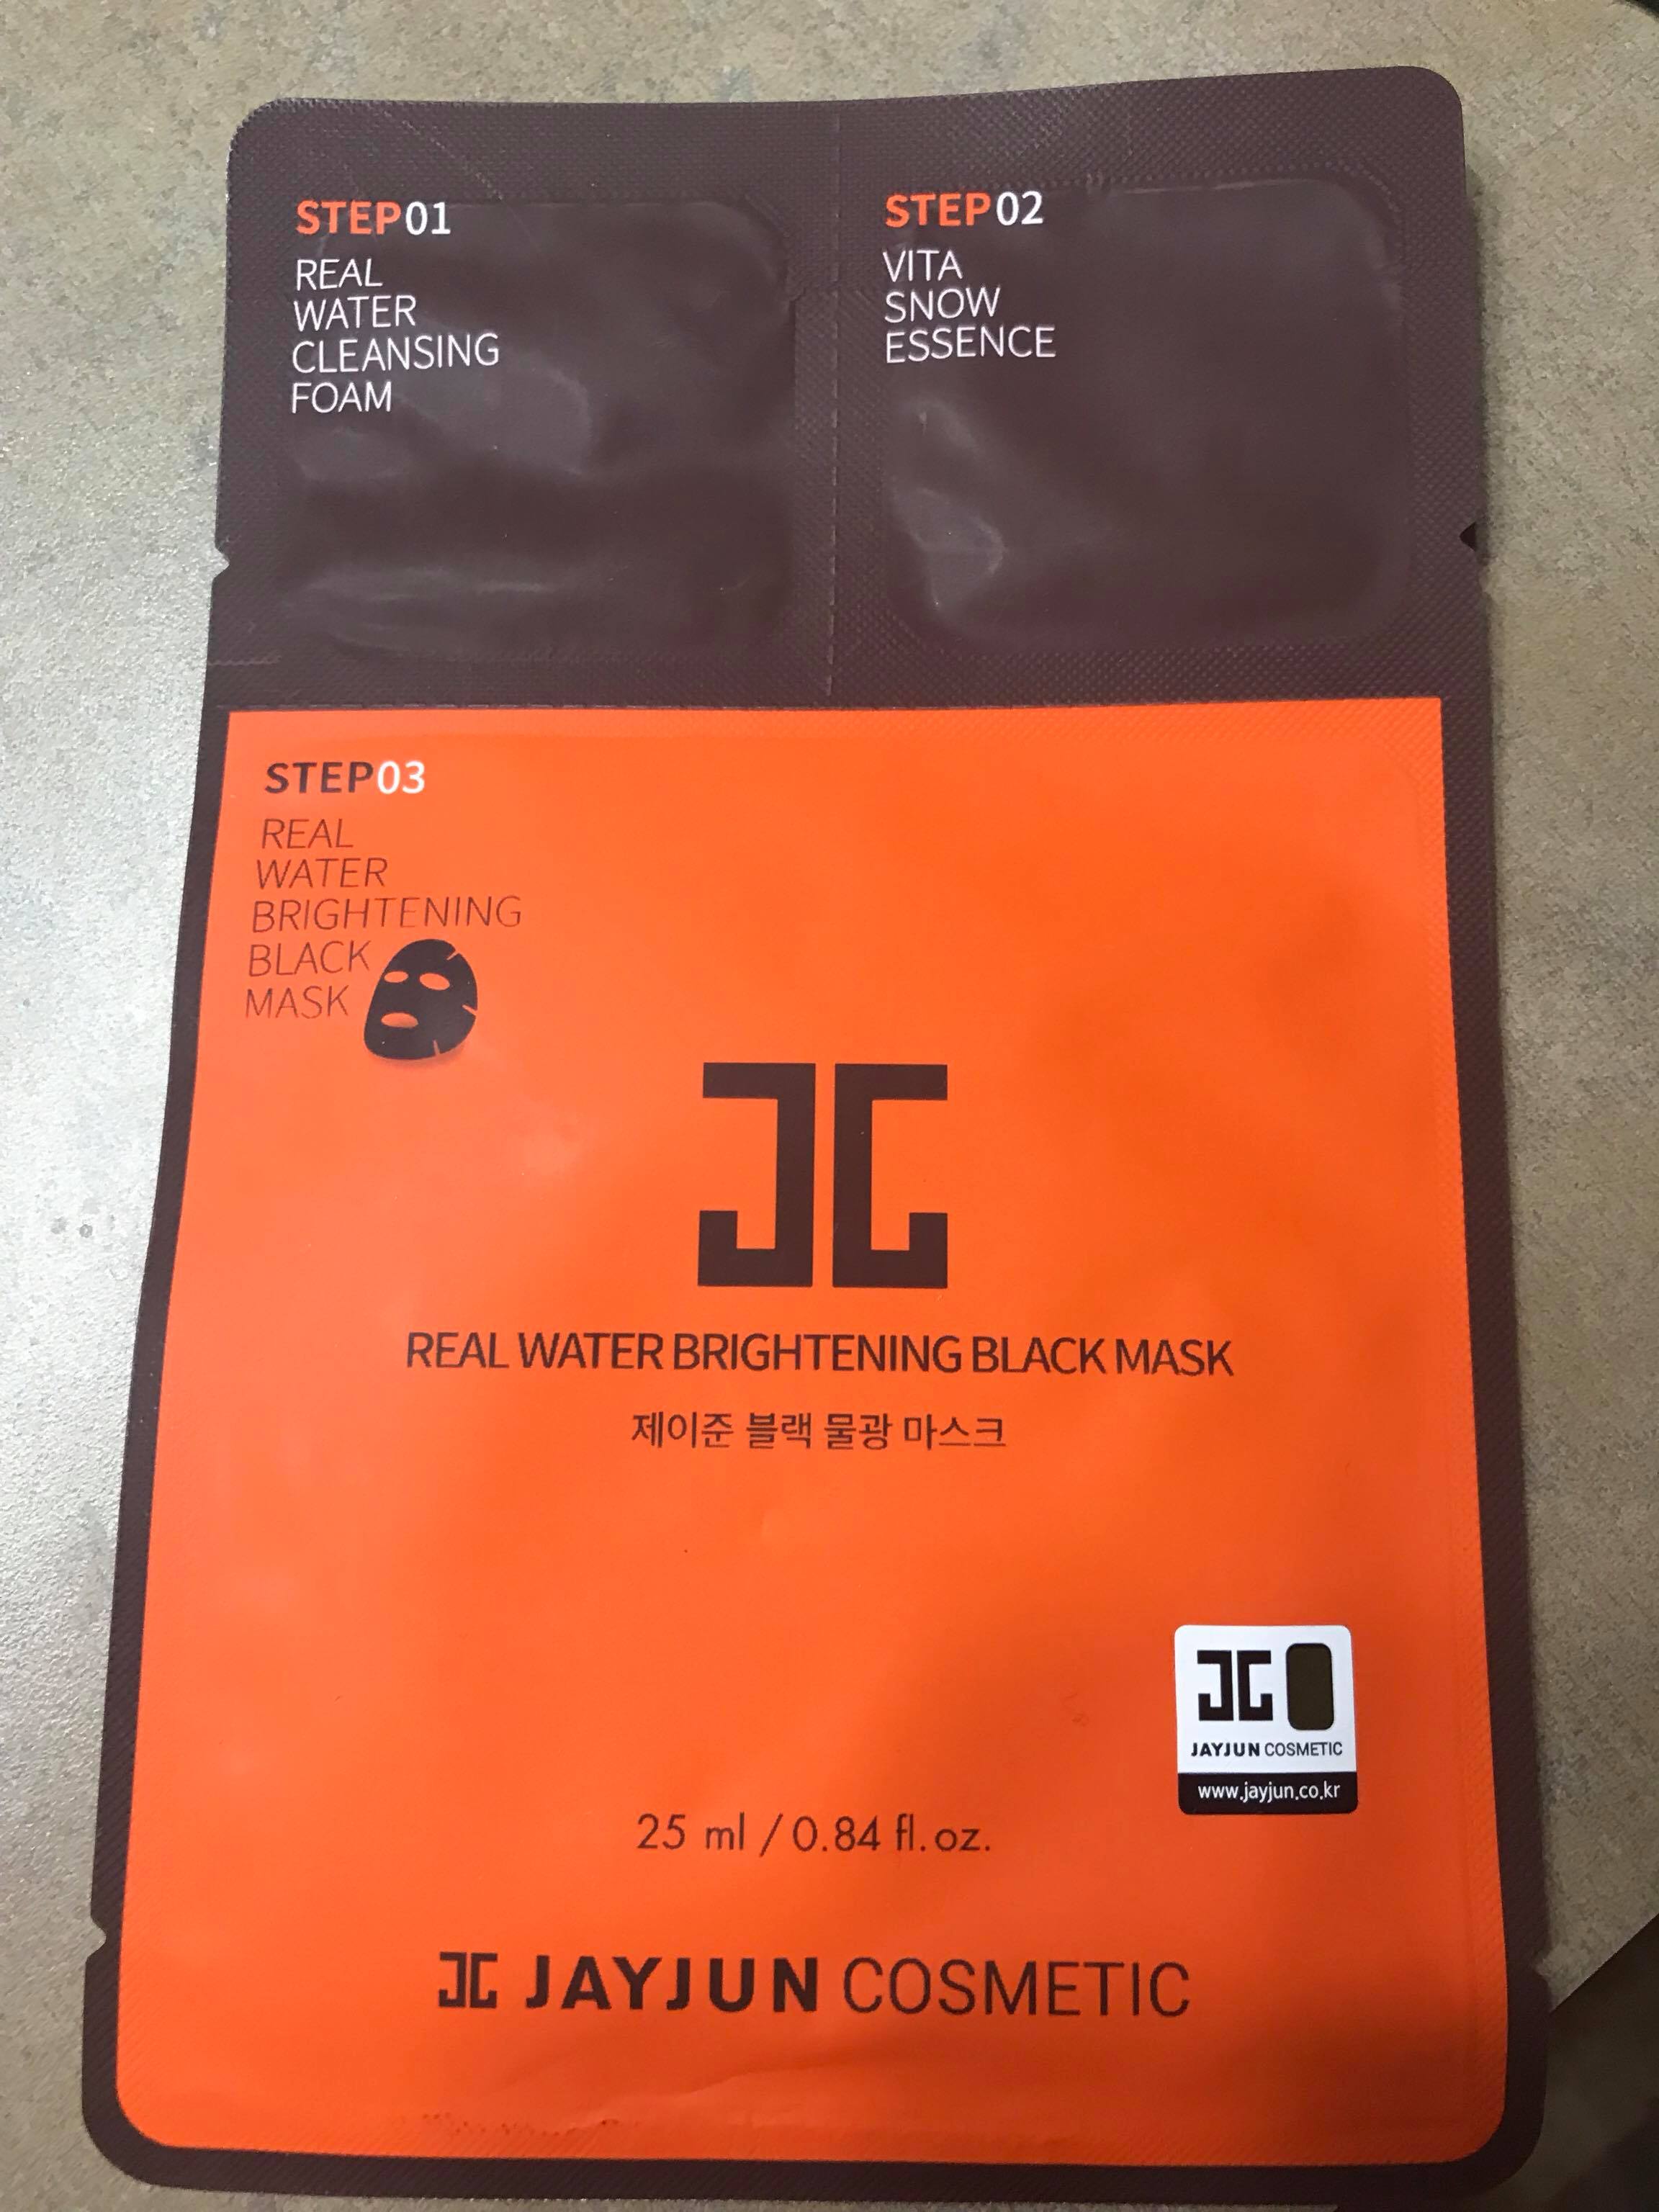 STEP01
REAL
WATER
CLEANSING
FOAM
STEP02
VITA
SNOW
ESSENCE
STEP03
REAL
WATER
BRIGHTENING
BLACK
MASK
REAL WATER BRIGHTENING BLACK MASK
제이준 블랙 물광 마스크
JAYJUN COSMETIC
www.jayjun.co.kr
25 ml / 0.84 fl. oz.
JAYJUN COSMETIC